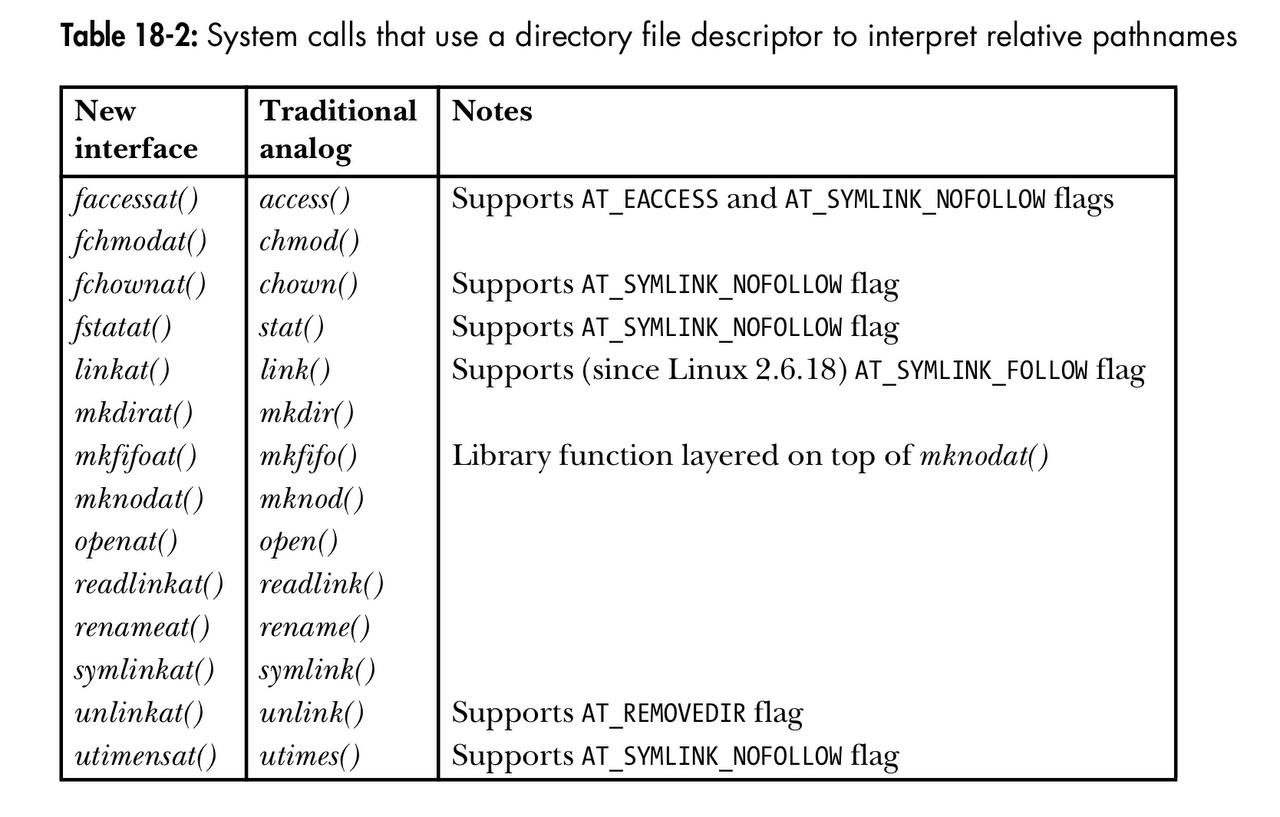 Table 18-2: System calls that use a directory file descriptor to interpret relative pathnames
New interface Traditional analog Notes
faccessat() access() Supports AT_EACCESS and AT_SYMLINK_NOFOLLOW flags
fchmodat() chmod()
fchownat() chown() Supports AT_SYMLINK_NOFOLLOW flag
fstatat() stat() Supports AT_SYMLINK_NOFOLLOW flag
linkat() link() Supports (since Linux 2.6.18) AT_SYMLINK_FOLLOW flag
mkdirat() mkdir()
mkfifoat() mkfifo() Library function layered on top of mknodat()
mknodat() mknod()
openat() open()
readlinkat() readlink()
renameat() rename()
symlinkat() symlink()
unlinkat() unlink() Supports AT_REMOVEDIR flag
utimensat() utimes() Supports AT_SYMLINK_NOFOLLOW flag